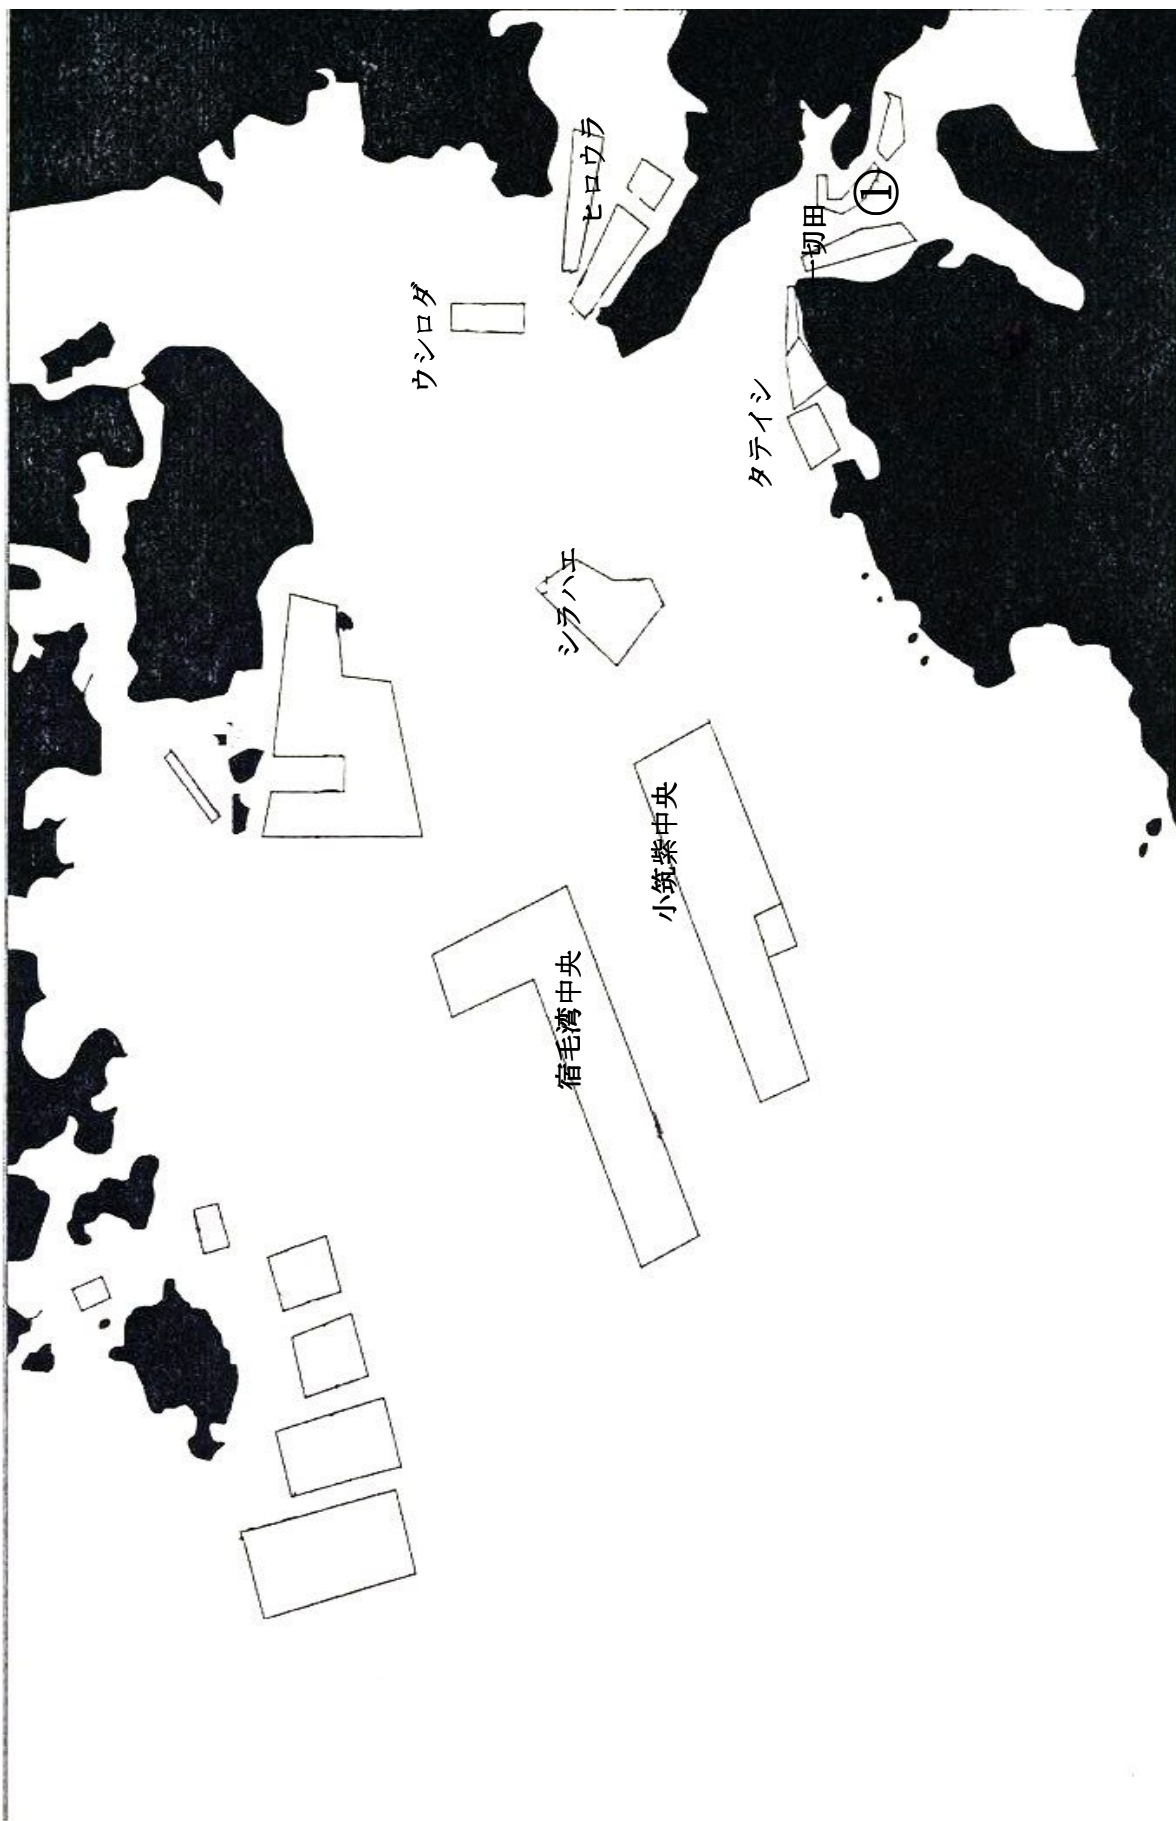 ヒロウラ
ウシロダ
一切田
①
タテイシ
シラハエ
小筑紫中央
宿毛湾中央